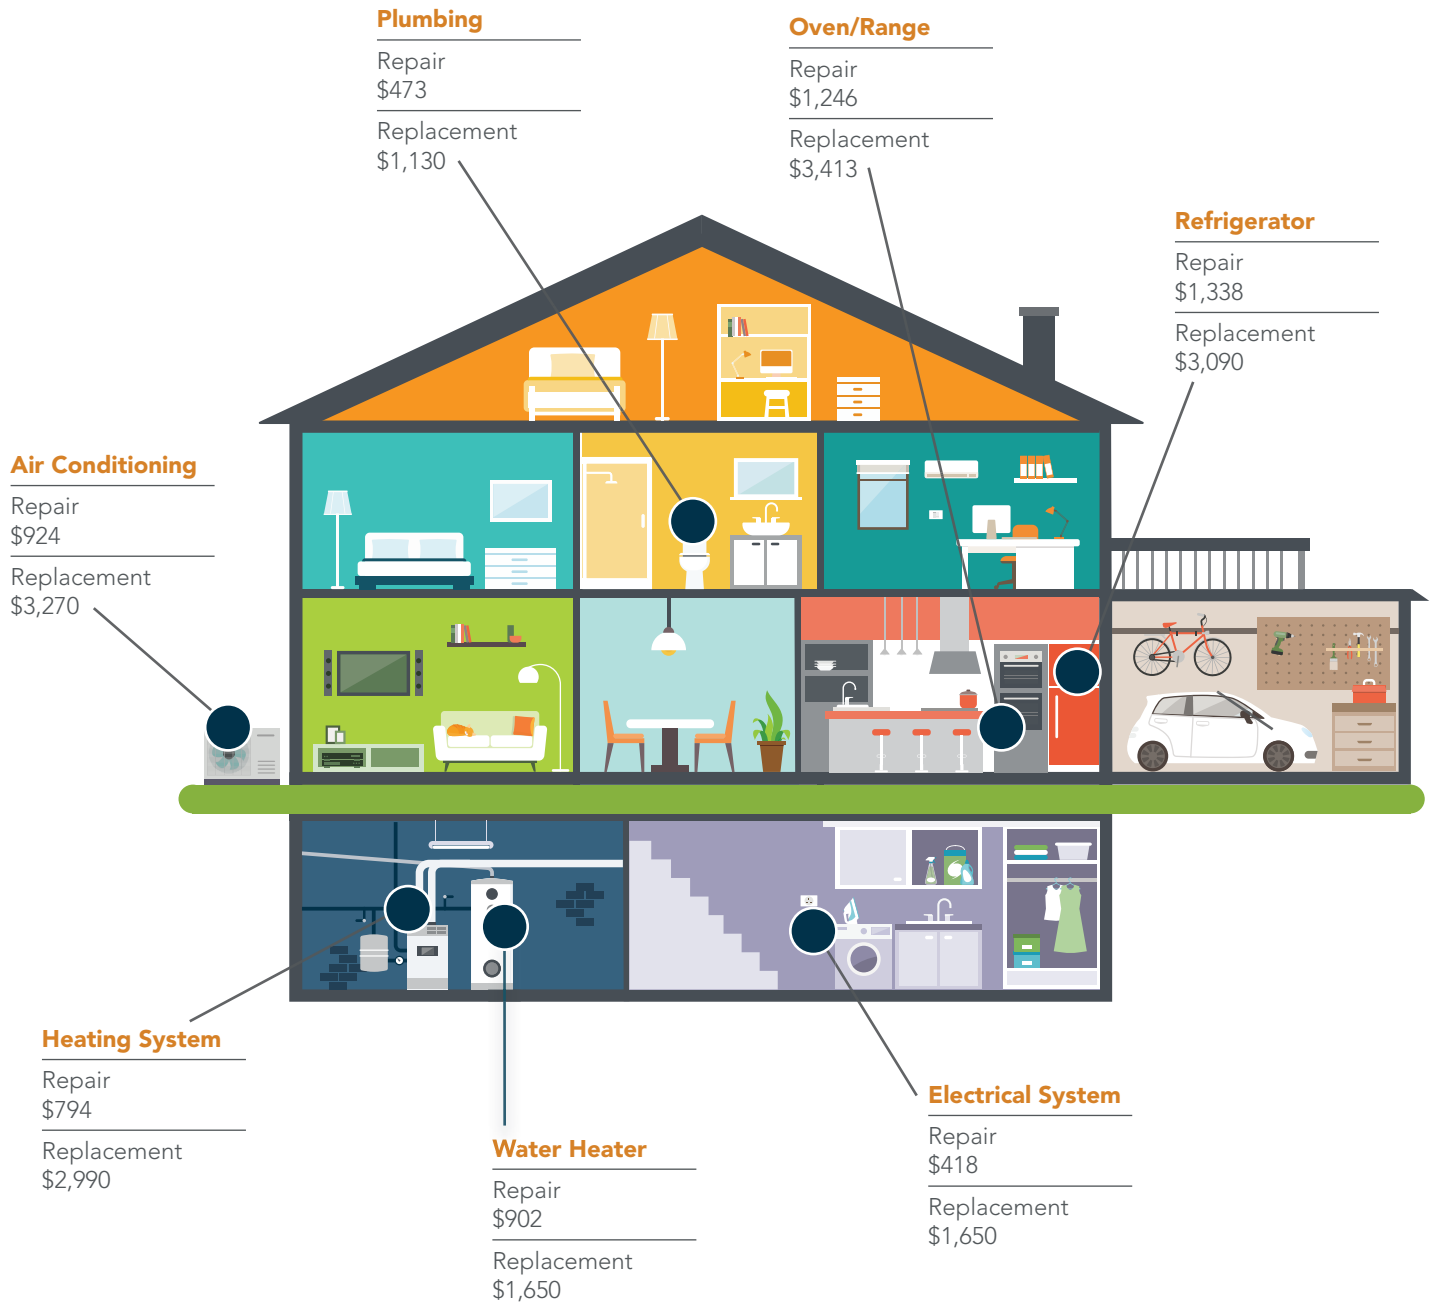 Plumbing
Repair
$473
Replacement
$1,130
Oven/Range
Repair
$1,246
Replacement
$3,413
Refrigerator
Repair
$1,338
Replacement
$3,090
Air Conditioning
Repair
$924
Replacement
$3,270
Heating System
Repair
$794
Replacement
$2,990
Water Heater
Repair
$902
Replacement
$1,650
Electrical System
Repair
$418
Replacement
$1,650